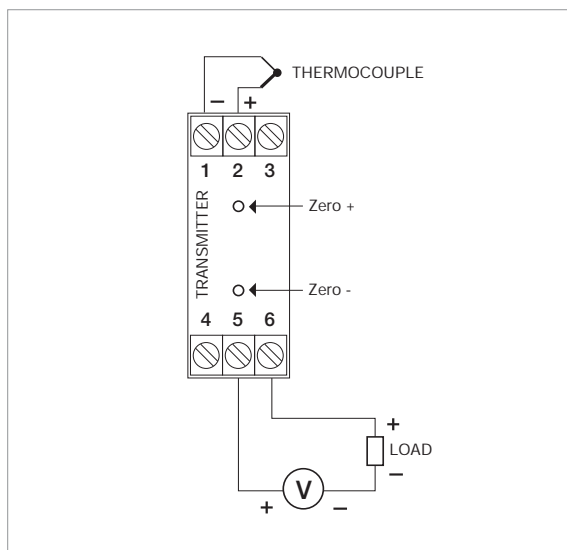 THERMOCOUPLE
− +
1 2 3
TRANSMITTER
Zero +
Zero -
4 5 6
+
LOAD
−
V
+ −